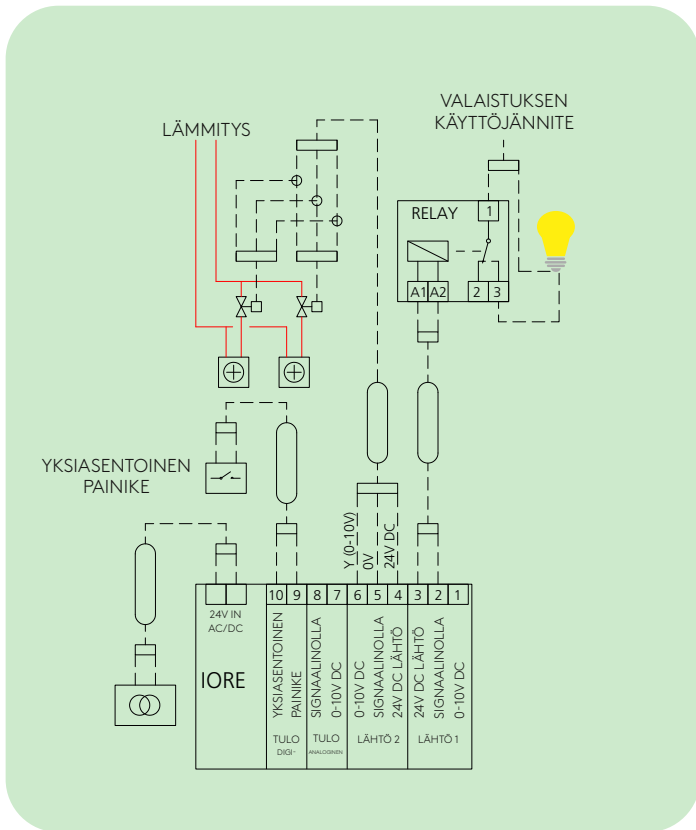 LÄMMITYS
VALAISTUKSEN
KÄYTTÖJÄNNITE
RELAY
1
A1 A2 2 3
YKSIASENTOINEN
PAINIKE
Y (0-10V)
0V
24V DC
10 9 8 7 6 5 4 3 2 1
24V IN
AC/DC
IORE
YKSIASENTOINEN
PAINIKE
SIGNAALINOLLA
0-10V DC
0-10V DC
SIGNAALINOLLA
24V DC LÄHTÖ
24V DC LÄHTÖ
SIGNAALINOLLA
0-10V DC
TULO
DIGI-
TULO
ANALOGINEN
LÄHTÖ 2
LÄHTÖ 1